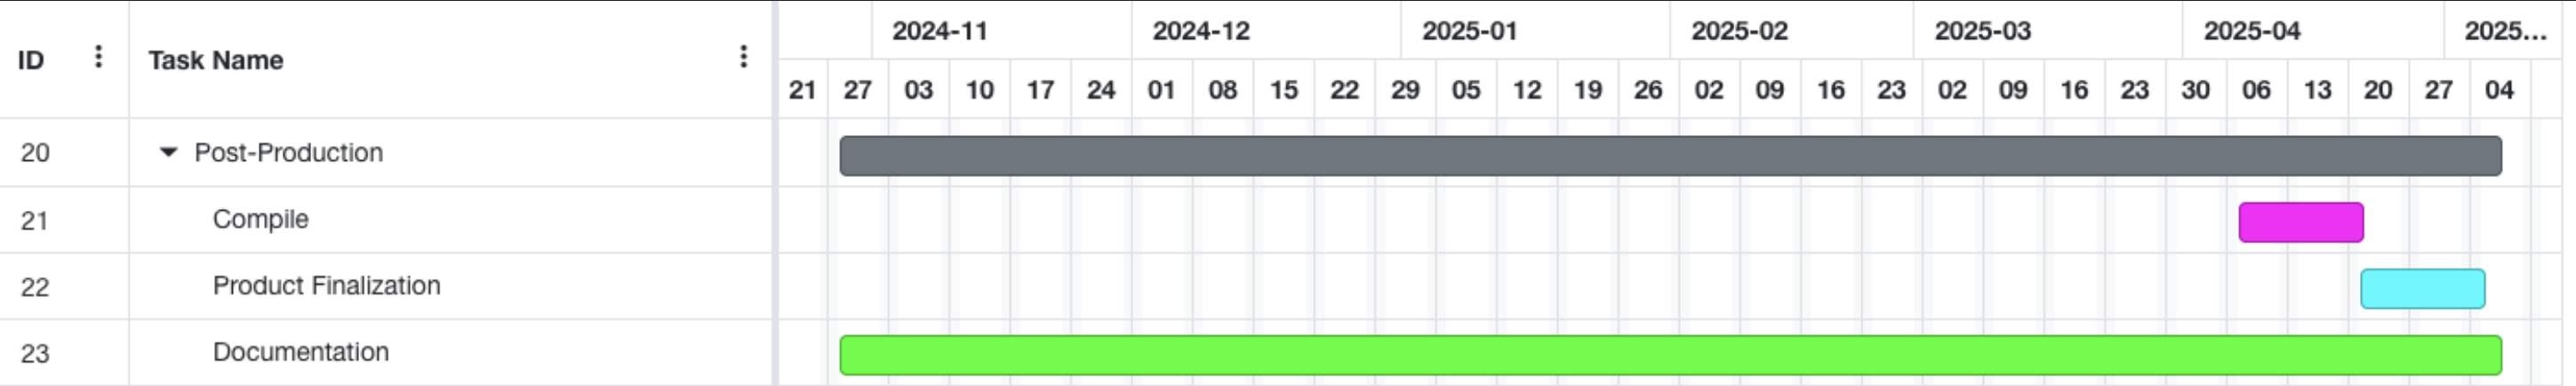 ID Task Name
2024-11 2024-12 2025-01 2025-02 2025-03 2025-04 2025...
21 27 03 10 17 24 01 08 15 22 29 05 12 19 26 02 09 16 23 02 09 16 23 30 06 13 20 27 04
20 Post-Production
21 Compile
22 Product Finalization
23 Documentation